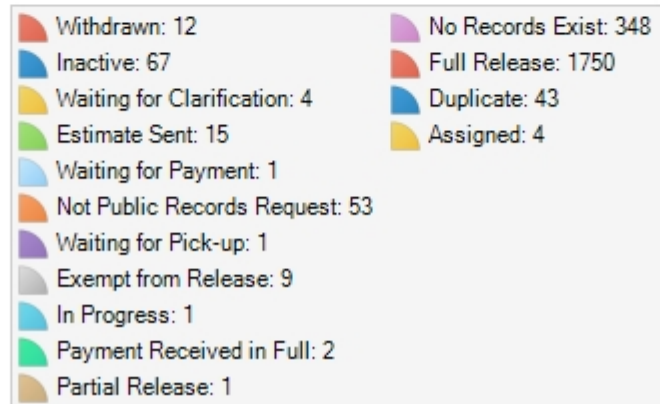 Withdrawn: 12
Inactive: 67
Waiting for Clarification: 4
Estimate Sent: 15
Waiting for Payment: 1
Not Public Records Request: 53
Waiting for Pick-up: 1
Exempt from Release: 9
In Progress: 1
Payment Received in Full: 2
Partial Release: 1
No Records Exist: 348
Full Release: 1750
Duplicate: 43
Assigned: 4